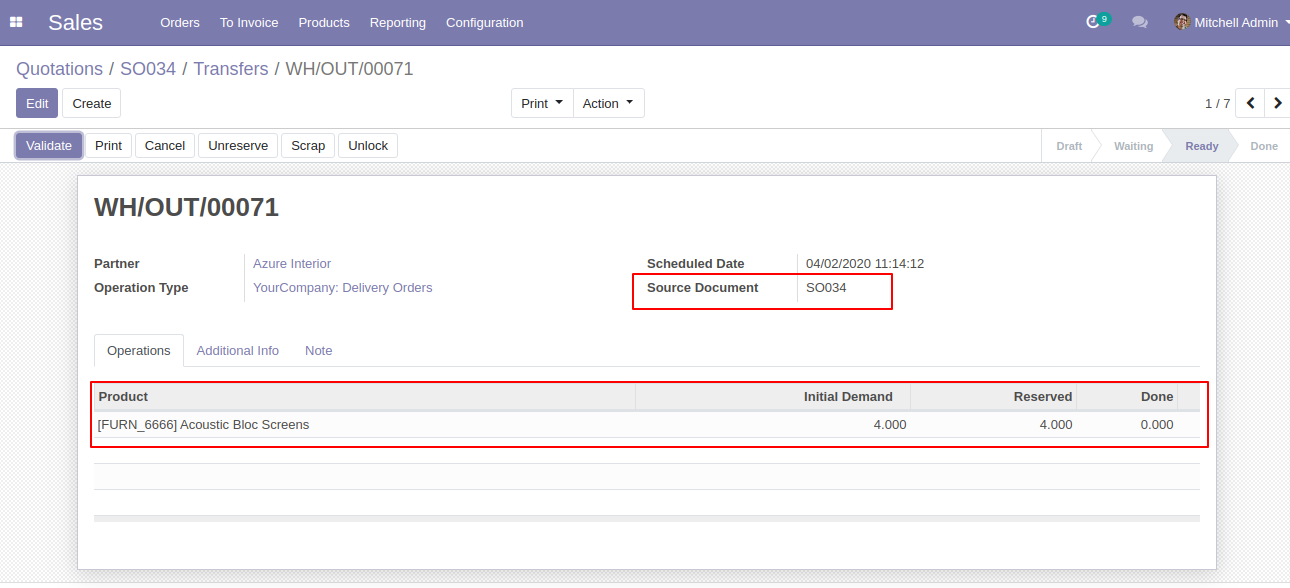 Sales Orders To Invoice Products Reporting Configuration 9 Mitchell Admin
Quotations / SO034 / Transfers / WH/OUT/00071
Edit Create Print Action 1 / 7
Validate Print Cancel Unreserve Scrap Unlock Draft Waiting Ready Done
WH/OUT/00071
Partner Azure Interior Scheduled Date 04/02/2020 11:14:12
Operation Type YourCompany: Delivery Orders Source Document SO034
Operations Additional Info Note
Product Initial Demand Reserved Done
[FURN_6666] Acoustic Bloc Screens 4.000 4.000 0.000